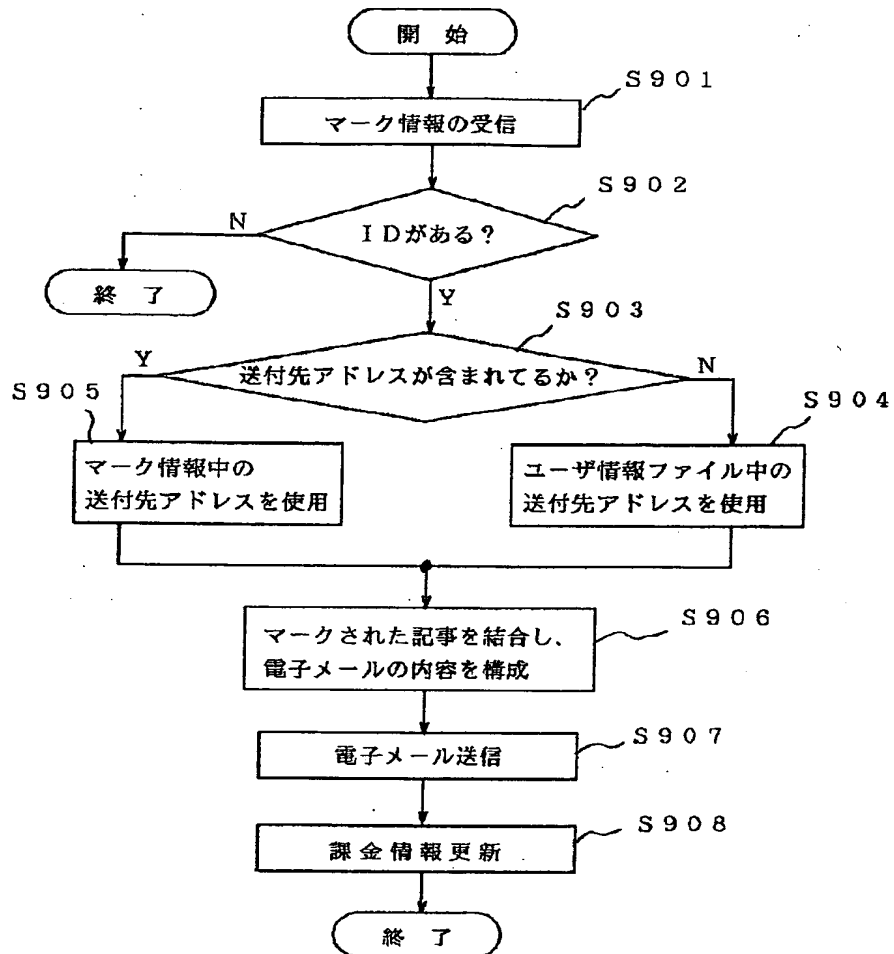 開 始
S901
マーク情報の受信
S902
N
IDがある?
終 了
Y
S903
Y
送付先アドレスが含まれてるか?
N
S905
S904
マーク情報中の
送付先アドレスを使用
ユーザ情報ファイル中の
送付先アドレスを使用
S906
マークされた記事を結合し、
電子メールの内容を構成
S907
電子メール送信
S908
課金情報更新
終 了